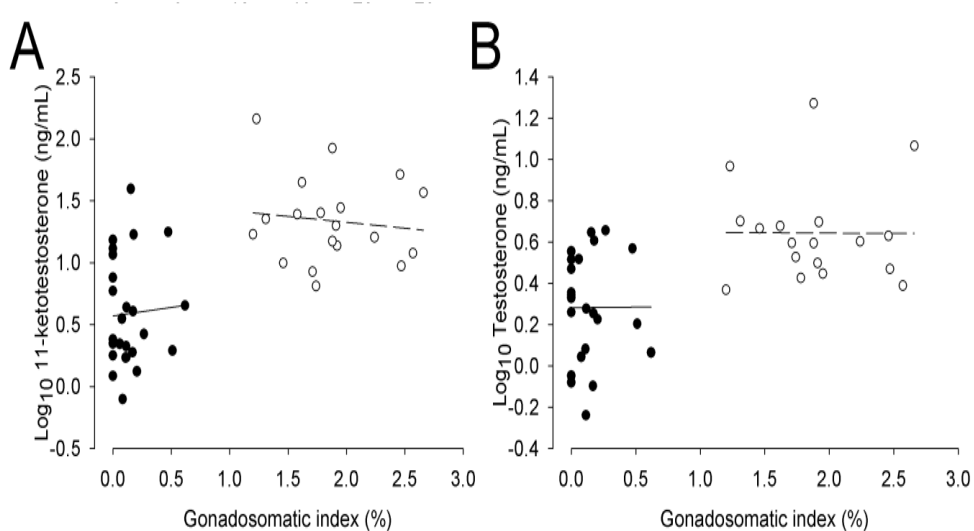 A
B
Log10 11-ketotestosterone (ng/mL)
2.5
2.0
1.5
1.0
0.5
0.0
-0.5
0.0 0.5 1.0 1.5 2.0 2.5 3.0
Gonadosomatic index (%)
Log10 Testosterone (ng/mL)
1.4
1.2
1.0
0.8
0.6
0.4
0.2
0.0
-0.2
-0.4
0.0 0.5 1.0 1.5 2.0 2.5 3.0
Gonadosomatic index (%)